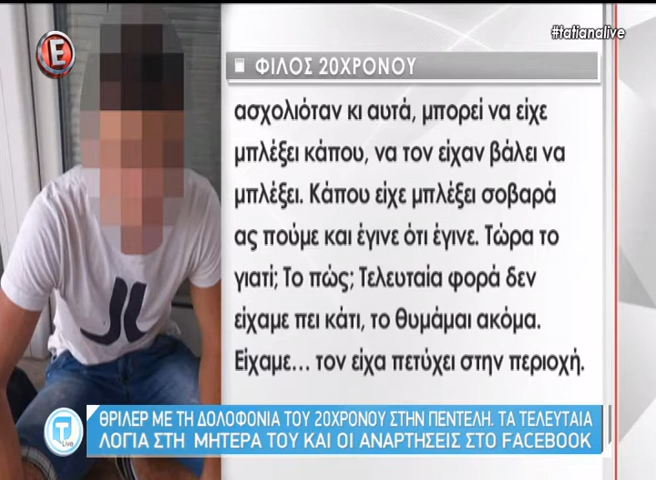 E
#tatianalive
ΦΙΛΟΣ 20ΧΡΟΝΟΥ
ασχολιόταν κι αυτά, μπορεί να είχε
μπλέξει κάπου, να τον είχαν βάλει να
μπλέξει. Κάπου είχε μπλέξει σοβαρά
ας πούμε και έγινε ότι έγινε. Τώρα το
γιατί; Το πώς; Τελευταία φορά δεν
είχαμε πει κάτι, το θυμάμαι ακόμα.
Είχαμε... τον είχα πετύχει στην περιοχή.
ΘΡΙΛΕΡ ΜΕ ΤΗ ΔΟΛΟΦΟΝΙΑ ΤΟΥ 20ΧΡΟΝΟΥ ΣΤΗΝ ΠΕΝΤΕΛΗ. ΤΑ ΤΕΛΕΥΤΑΙΑ
ΛΟΓΙΑ ΣΤΗ ΜΗΤΕΡΑ ΤΟΥ ΚΑΙ ΟΙ ΑΝΑΡΤΗΣΕΙΣ ΣΤΟ FACEBOOK
T
Live